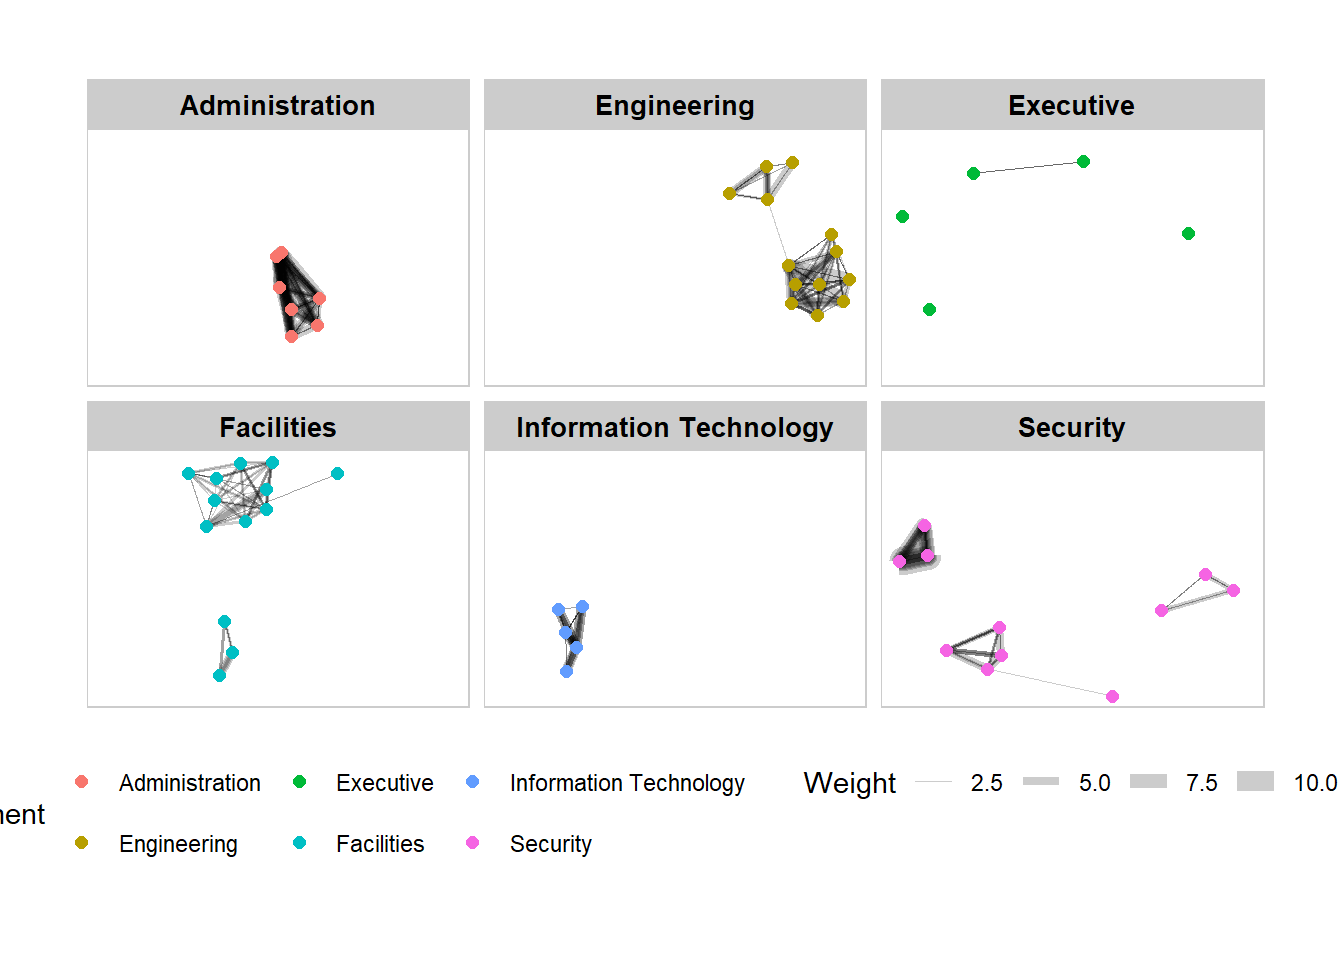 Administration
Engineering
Executive
Facilities
Information Technology
Security
Administration
Executive
Information Technology
Weight
2.5
5.0
7.5
10.0
Engineering
Facilities
Security